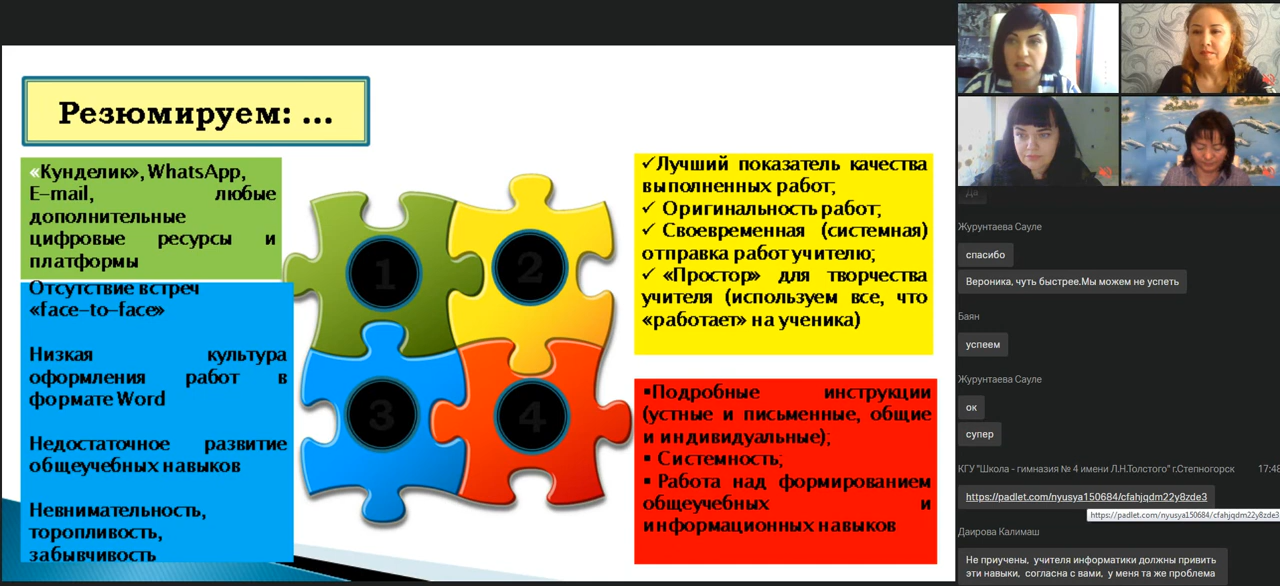 Резюмируем: ...
«Кунделик», WhatsApp,
E–mail, любые
дополнительные
цифровые ресурсы и
платформы
Отсутствие встреч
«face–to–face»
Низкая культура
оформления работ в
формате Word
Недостаточное развитие
общеучебных навыков
Невнимательность,
торопливость,
забывчивость
1
2
3
4
✓Лучший показатель качества
выполненных работ;
✓ Оригинальность работ;
✓ Своевременная (системная)
отправка работ учителю;
✓ «Простор» для творчества
учителя (используем все, что
«работает» на ученика)
▪Подробные инструкции
(устные и письменные, общие
и индивидуальные);
▪ Системность;
▪ Работа над формированием
общеучебных и
информационных навыков
Да
Журунтаева Сауле
спасибо
Вероника, чуть быстрее.Мы можем не успеть
Баян
успеем
Журунтаева Сауле
ок
супер
КГУ "Школа - гимназия № 4 имени Л.Н.Толстого" г.Степногорск 17:48
https://padlet.com/nyusya150684/cfahjqdm22y8zde3
https://padlet.com/nyusya150684/cfahjqdm22y8zde3
Даирова Калимаш
Не приучены, учителя информатики должны привить
эти навыки, согласна с вами, у меня та же проблема